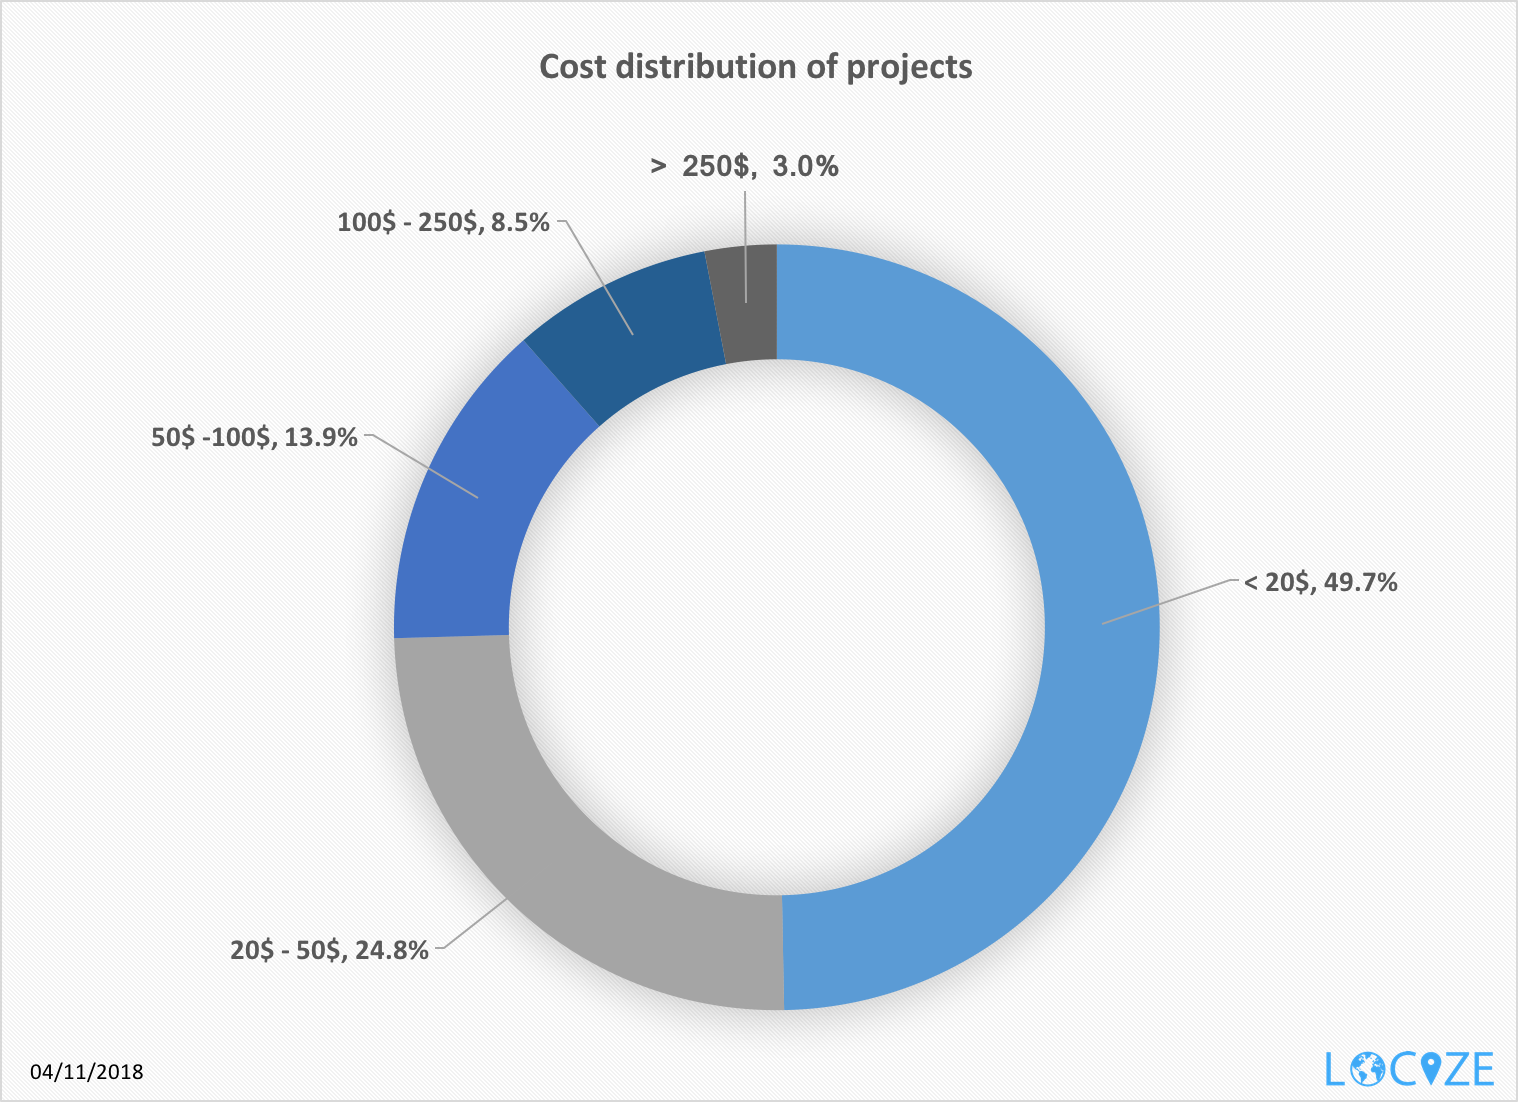 Cost distribution of projects
> 250$, 3.0%
100$ - 250$, 8.5%
50$ -100$, 13.9%
< 20$, 49.7%
20$ - 50$, 24.8%
04/11/2018
LOCIZE